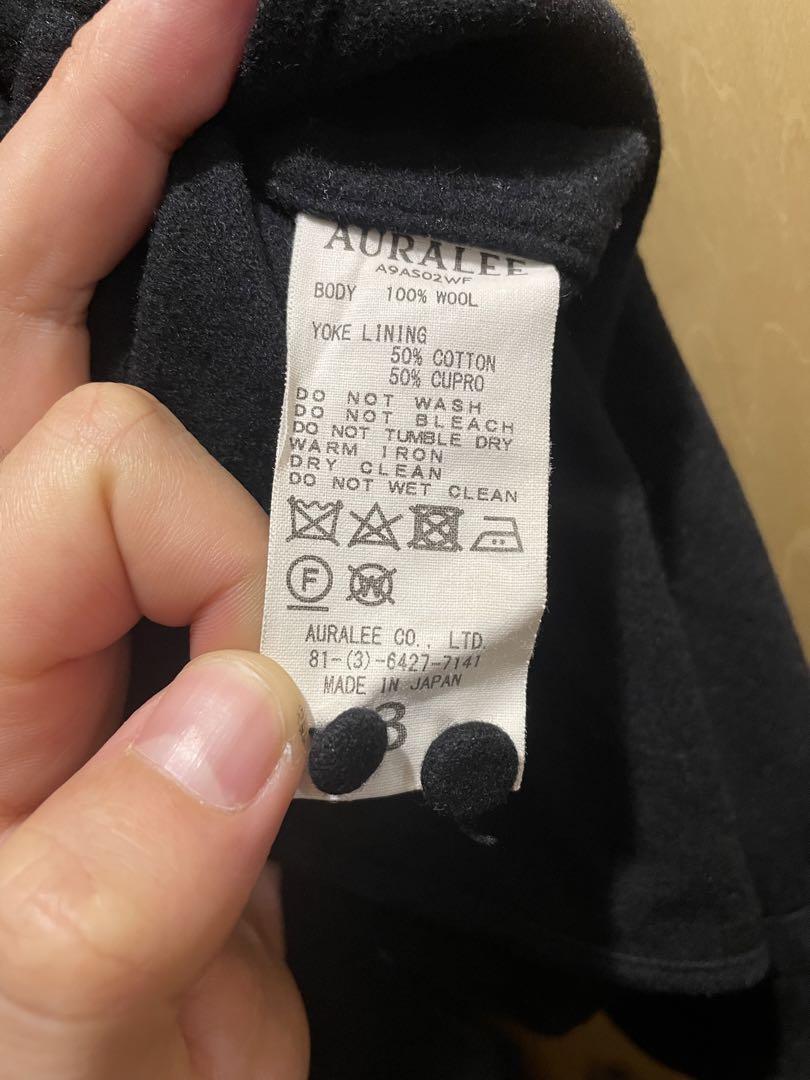 AURALEE
A9AS02WF
BODY 100% WOOL
YOKE LINING
50% COTTON
50% CUPRO
DO NOT WASH
DO NOT BLEACH
DO NOT TUMBLE DRY
WARM IRON
DRY CLEAN
DO NOT WET CLEAN
F W
AURALEE CO., LTD.
81-(3)-6427-7141
MADE IN JAPAN
3